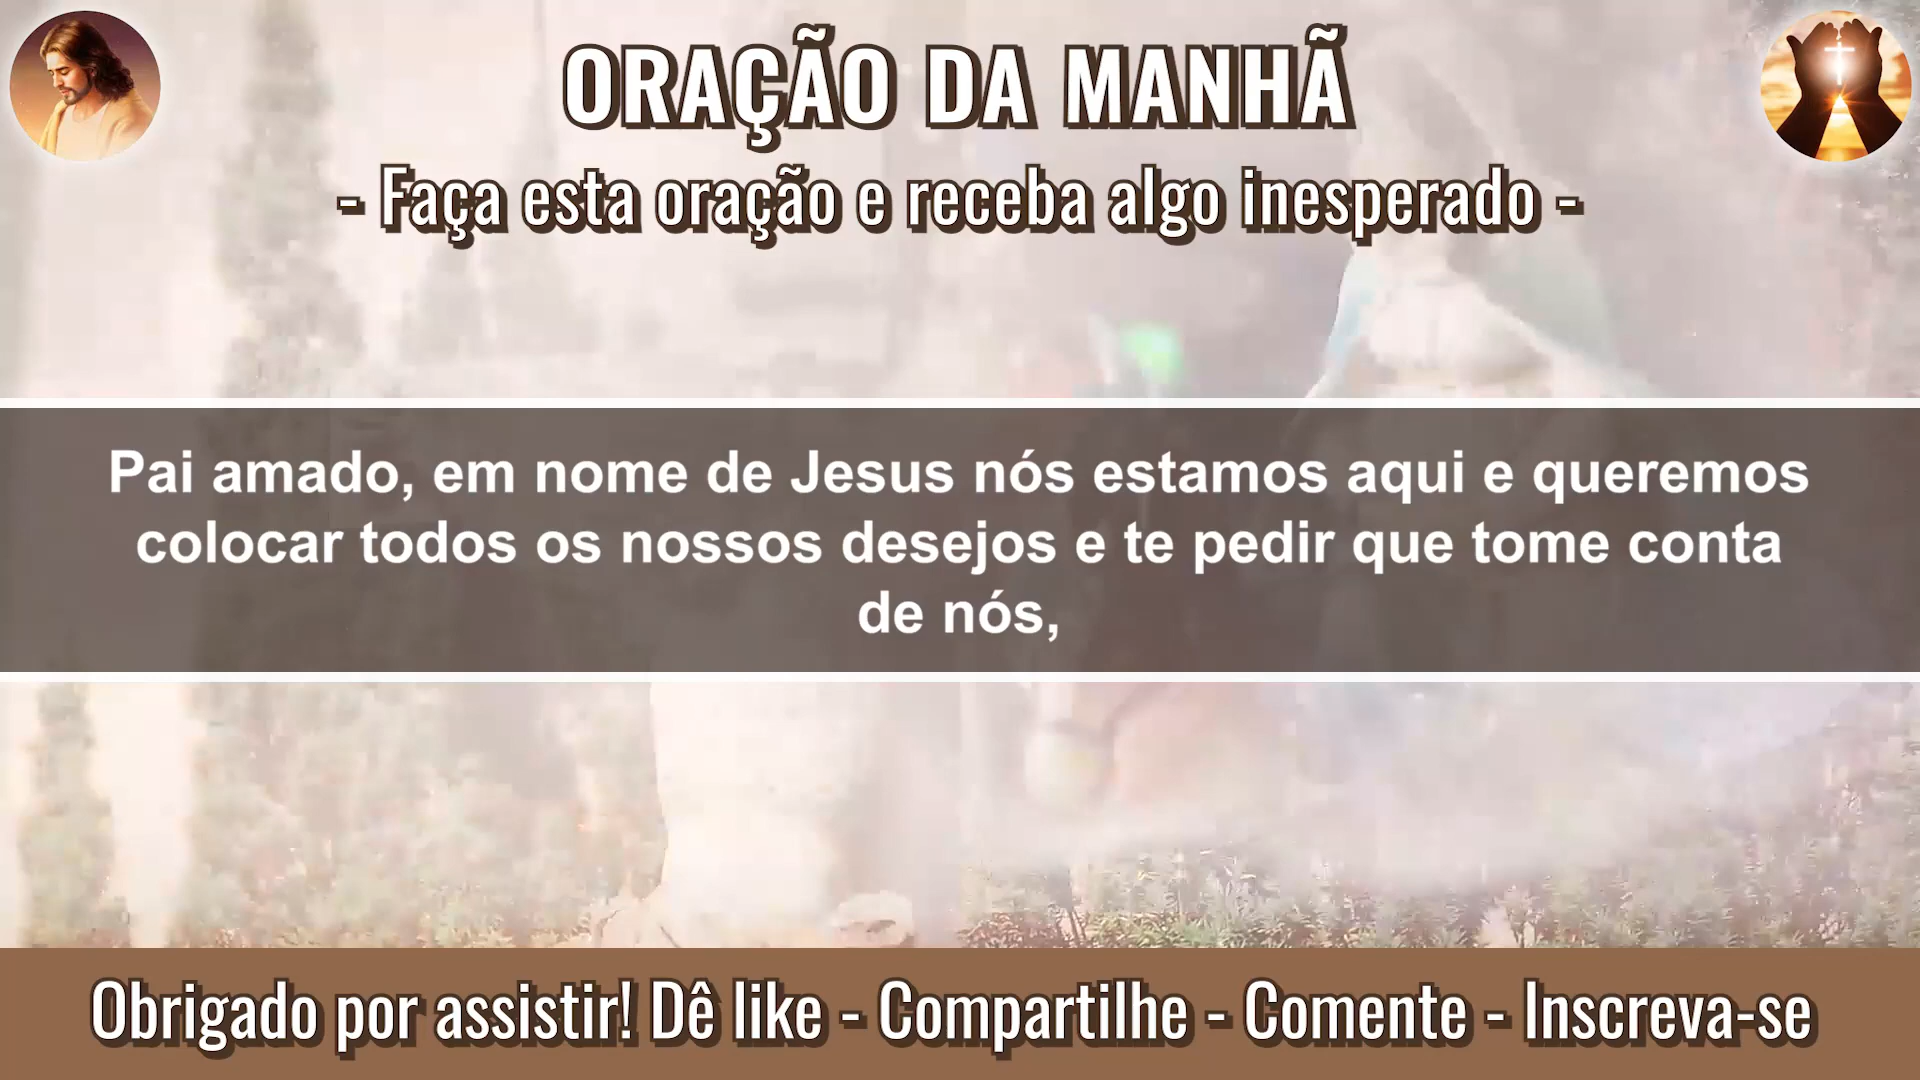 ORAÇÃO DA MANHÃ
- Faça esta oração e receba algo inesperado -
Pai amado, em nome de Jesus nós estamos aqui e queremos
colocar todos os nossos desejos e te pedir que tome conta
de nós,
Obrigado por assistir! Dê like - Compartilhe - Comente - Inscreva-se